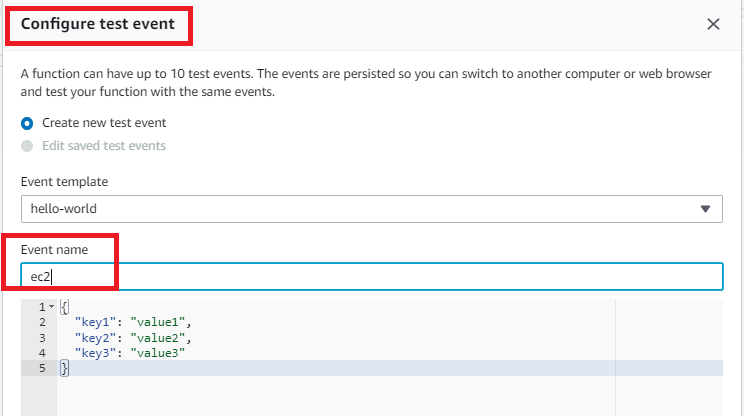 Configure test event
A function can have up to 10 test events. The events are persisted so you can switch to another computer or web browser
and test your function with the same events.
Create new test event
Edit saved test events
Event template
hello-world
Event name
ec2
1 {
2 "key1": "value1",
3 "key2": "value2",
4 "key3": "value3"
5 }